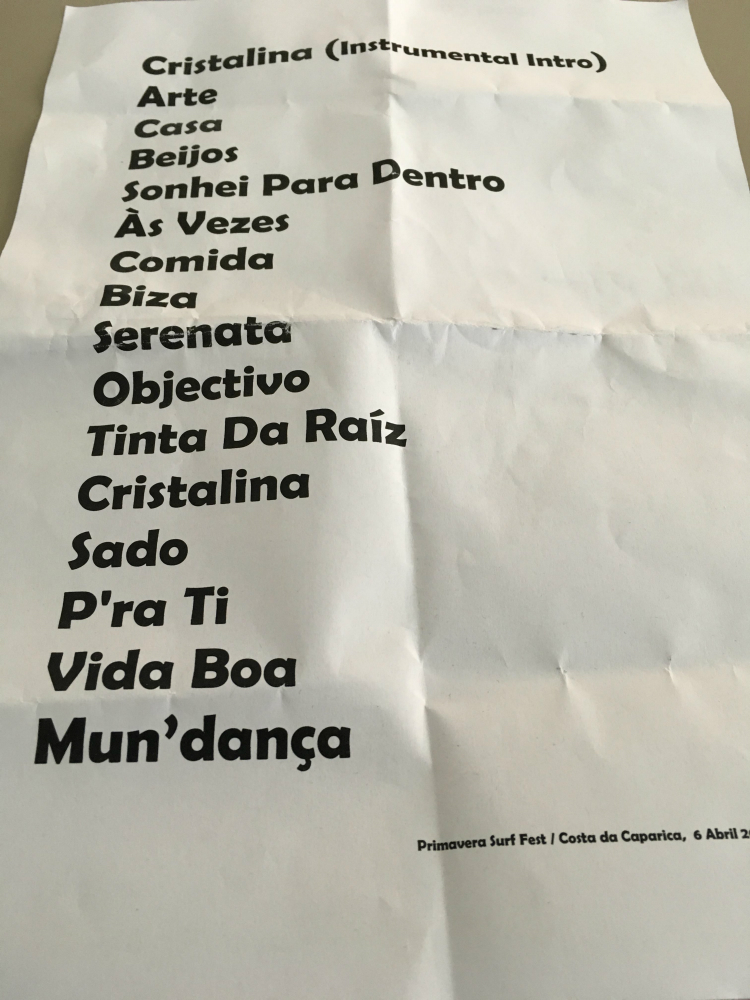 Cristalina (Instrumental Intro)
Arte
Casa
Beijos
Sonhei Para Dentro
Às Vezes
Comida
Biza
Serenata
Objectivo
Tinta Da Raíz
Cristalina
Sado
P'ra Ti
Vida Boa
Mun’dança
Primavera Surf Fest / Costa da Caparica, 6 Abril